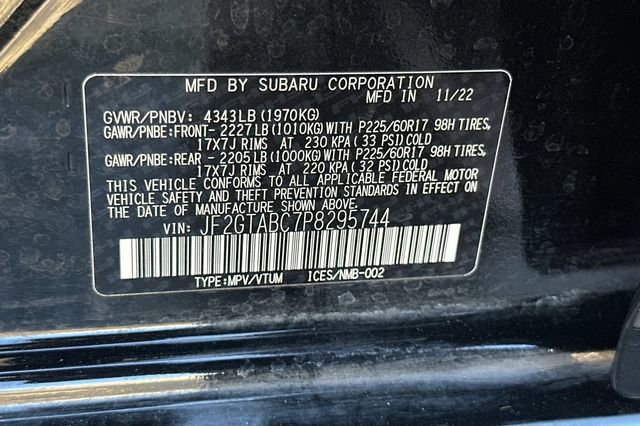 MFD BY SUBARU CORPORATION
MFD IN 11/22
GVWR/PNBV: 4343LB(1970KG)
GAWR/PNBE:FRONT- 2227LB(1010KG)WITH P225/60R17 98H TIRES,
17X7J RIMS AT 230 KPA(33 PSI)COLD
GAWR/PNBE:REAR - 2205LB(1000KG)WITH P225/60R17 98H TIRES,
17X7J RIMS AT 220 KPA(32 PSI)COLD
THIS VEHICLE CONFORMS TO ALL APPLICABLE FEDERAL MOTOR
VEHICLE SAFETY AND THEFT PREVENTION STANDARDS IN EFFECT ON
THE DATE OF MANUFACTURE SHOWN ABOVE.
VIN: JF2GTABC7P8295744
TYPE:MPV/VTUM ICES/NMB-002